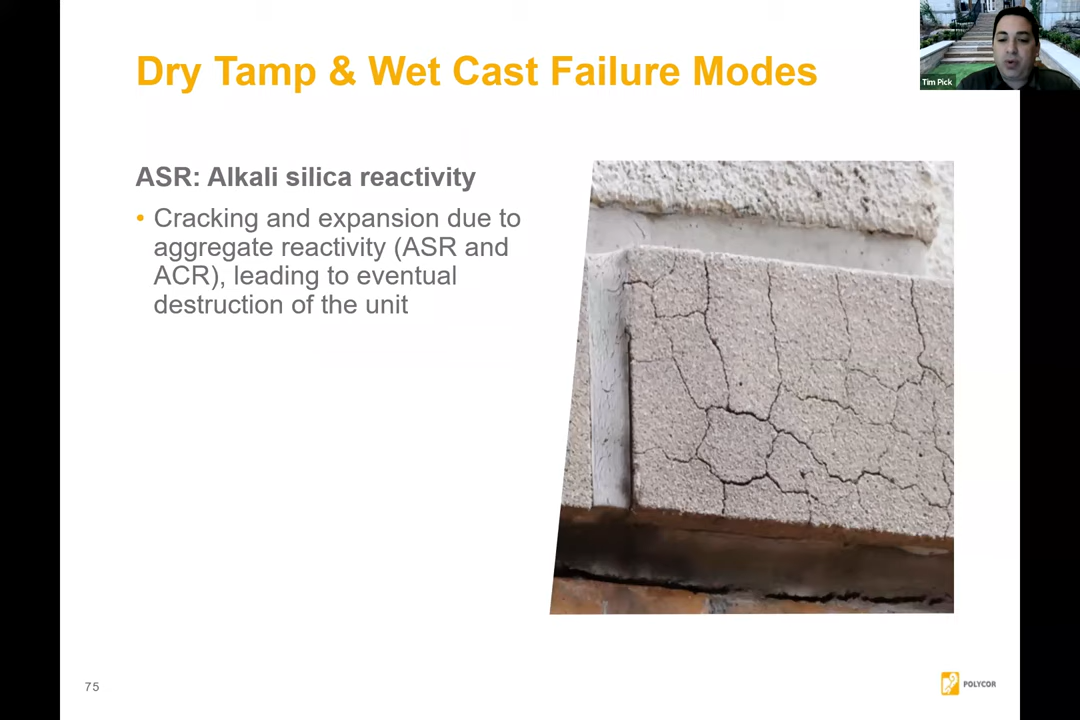 Dry Tamp & Wet Cast Failure Modes
Tim Pick
ASR: Alkali silica reactivity
• Cracking and expansion due to
aggregate reactivity (ASR and
ACR), leading to eventual
destruction of the unit
75
POLYCOR